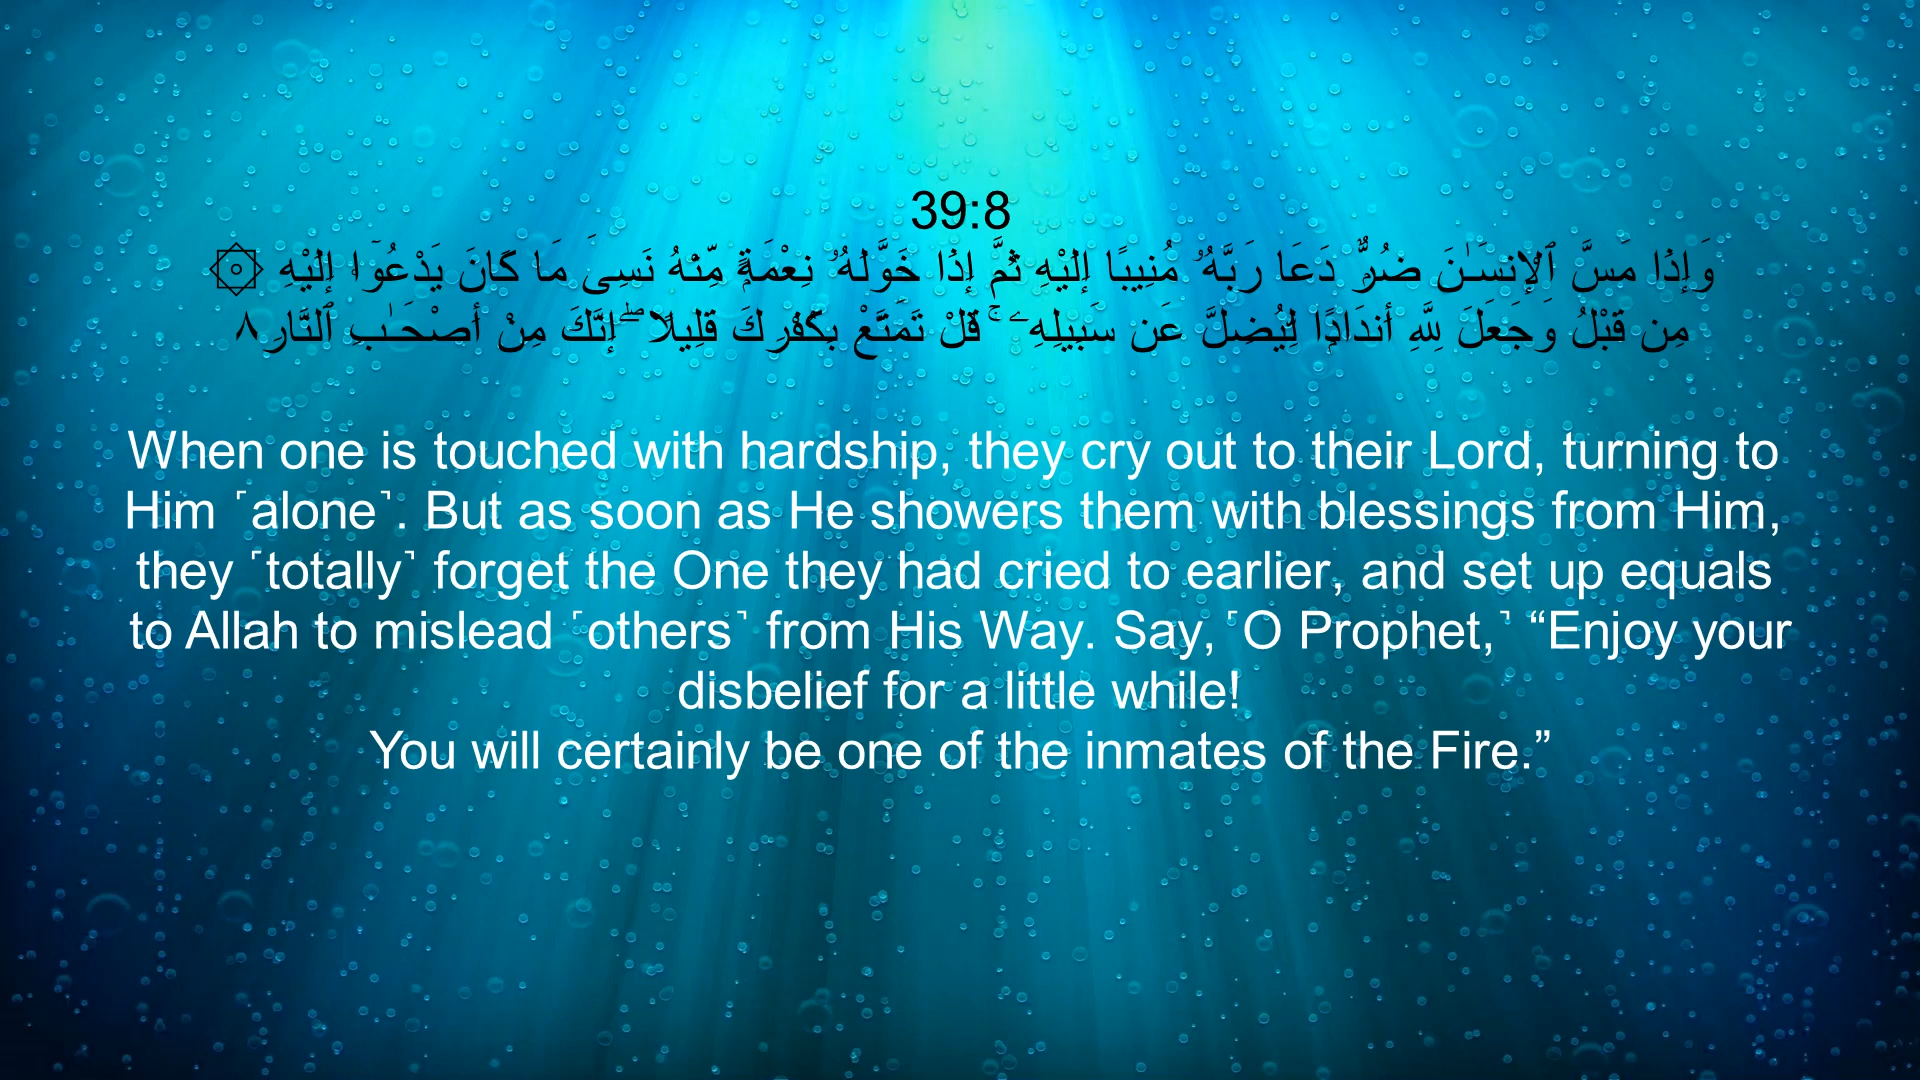 39:8
وَإِذَا مَسَّ ٱلْإِنسَـٰنَ ضُرٌّۭ دَعَا رَبَّهُۥ مُنِيبًا إِلَيْهِ ثُمَّ إِذَا خَوَّلَهُۥ نِعْمَةًۭ مِّنْهُ نَسِىَ مَا كَانَ يَدْعُوٓا۟ إِلَيْهِ ۞
مِن قَبْلُ وَجَعَلَ لِلَّهِ أَندَادًۭا لِّيُضِلَّ عَن سَبِيلِهِۦ ۚ قُلْ تَمَتَّعْ بِكُفْرِكَ قَلِيلًا ۖ إِنَّكَ مِنْ أَصْحَـٰبِ ٱلنَّارِ٨
When one is touched with hardship, they cry out to their Lord, turning to
Him ˹alone˺. But as soon as He showers them with blessings from Him,
they ˹totally˺ forget the One they had cried to earlier, and set up equals
to Allah to mislead ˹others˺ from His Way. Say, ˹O Prophet,˺ “Enjoy your
disbelief for a little while!
You will certainly be one of the inmates of the Fire.”